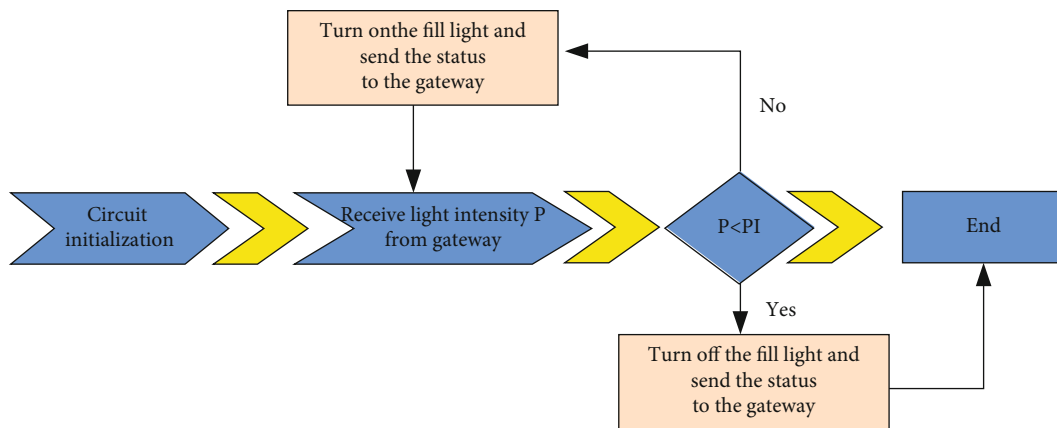 Turn onthe fill light and
send the status
to the gateway
No
Circuit
initialization
Receive light intensity P
from gateway
P<PI
End
Yes
Turn off the fill light and
send the status
to the gateway